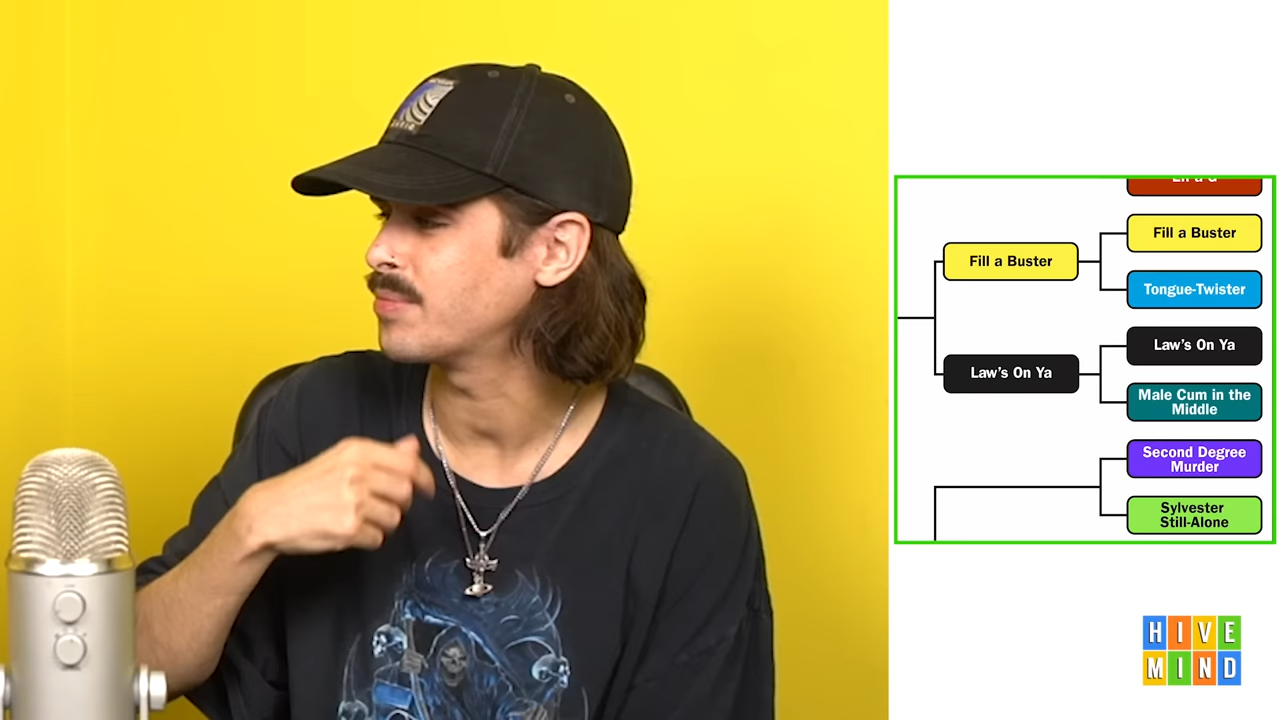 Fill a Buster
Fill a Buster
Tongue-Twister
Law's On Ya
Law's On Ya
Male Cum in the
Middle
Second Degree
Murder
Sylvester
Still-Alone
HIVE
MIND